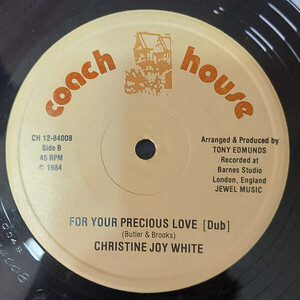 coach house
CH 12-84008
Side B
45 RPM
© 1984
Arranged & Produced by
TONY EDMUNDS
Recorded at
Barnes Studio
London, England
JEWEL MUSIC
FOR YOUR PRECIOUS LOVE [Dub]
(Butler & Brooks)
CHRISTINE JOY WHITE